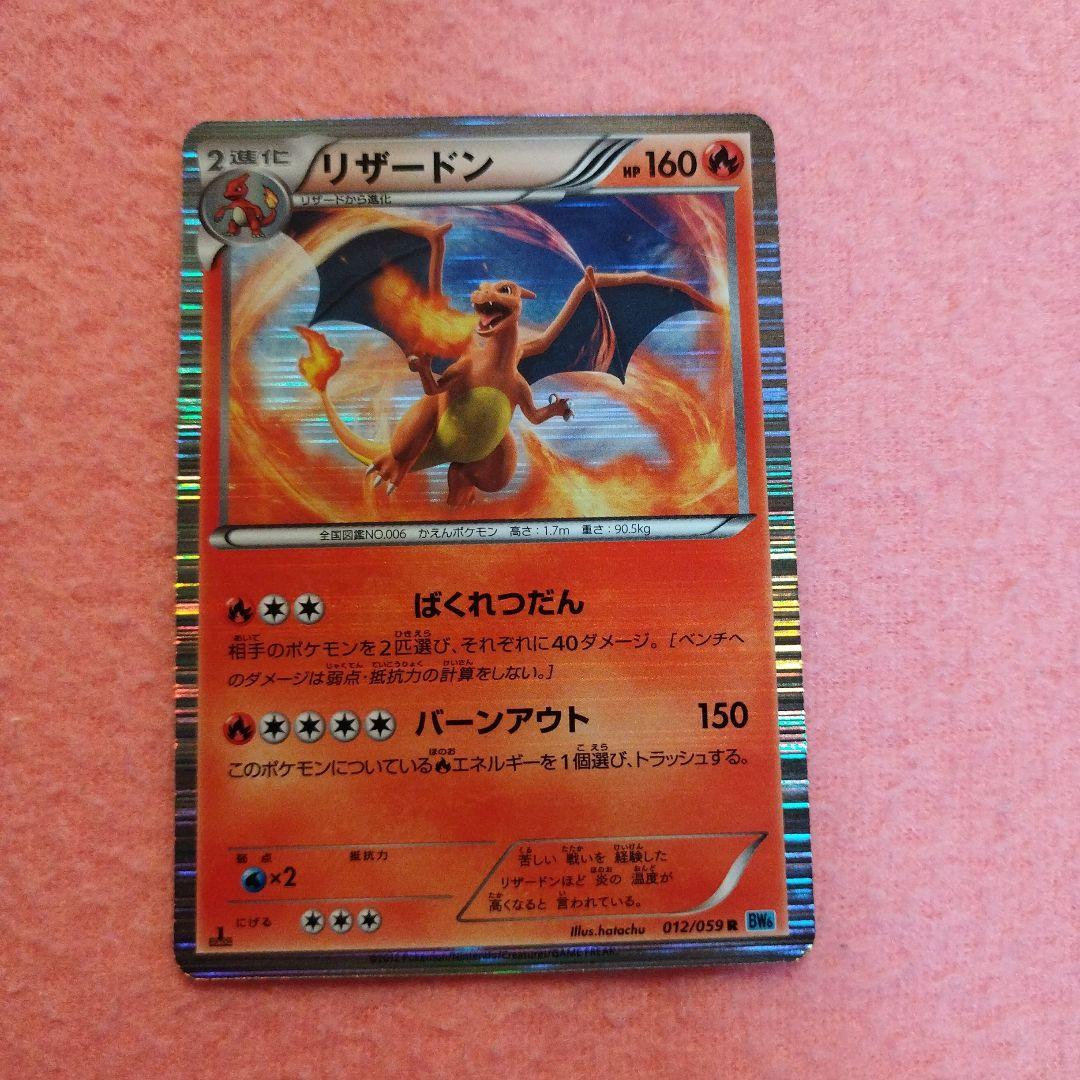 2進化
リザードン
HP160
リザードから進化
全国図鑑NO.006 かえんポケモン 高さ：1.7m 重さ：90.5kg
ばくれつだん
相手のポケモンを2匹選び、それぞれに40ダメージ。[ベンチへ
のダメージは弱点・抵抗力の計算をしない。]
バーンアウト 150
このポケモンについているエネルギーを1個選び、トラッシュする。
弱点 抵抗力
×2
苦しい 戦いを 経験した
リザードンほど 炎の 温度が
高くなると 言われている。
にげる
1
Illus.hatachu 012/059 R BW6
Pokémon/Nintendo/Creatures/GAME FREAK.